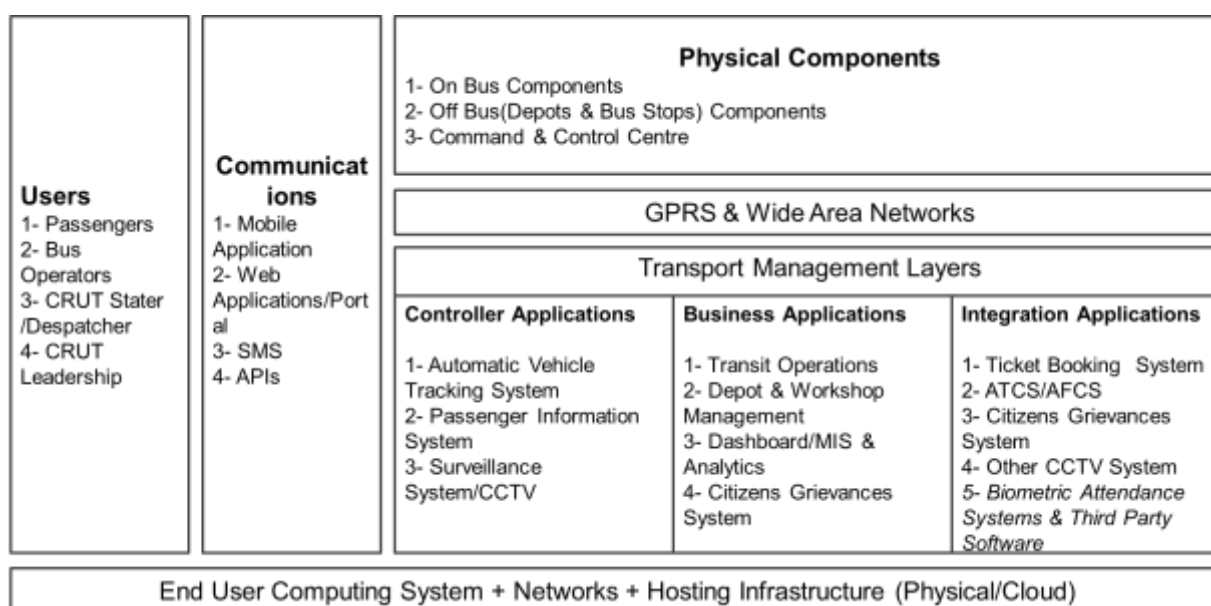 Users
1- Passengers
2- Bus
Operators
3- CRUT Stater
/Despatcher
4- CRUT
Leadership
Communicat
ions
1- Mobile
Application
2- Web
Applications/Port
al
3- SMS
4- APIs
Physical Components
1- On Bus Components
2- Off Bus(Depots & Bus Stops) Components
3- Command & Control Centre
GPRS & Wide Area Networks
Transport Management Layers
Controller Applications
1- Automatic Vehicle
Tracking System
2- Passenger Information
System
3- Surveillance
System/CCTV
Business Applications
1- Transit Operations
2- Depot & Workshop
Management
3- Dashboard/MIS &
Analytics
4- Citizens Grievances
System
Integration Applications
1- Ticket Booking System
2- ATCS/AFCS
3- Citizens Grievances
System
4- Other CCTV System
5- Biometric Attendance
Systems & Third Party
Software
End User Computing System + Networks + Hosting Infrastructure (Physical/Cloud)